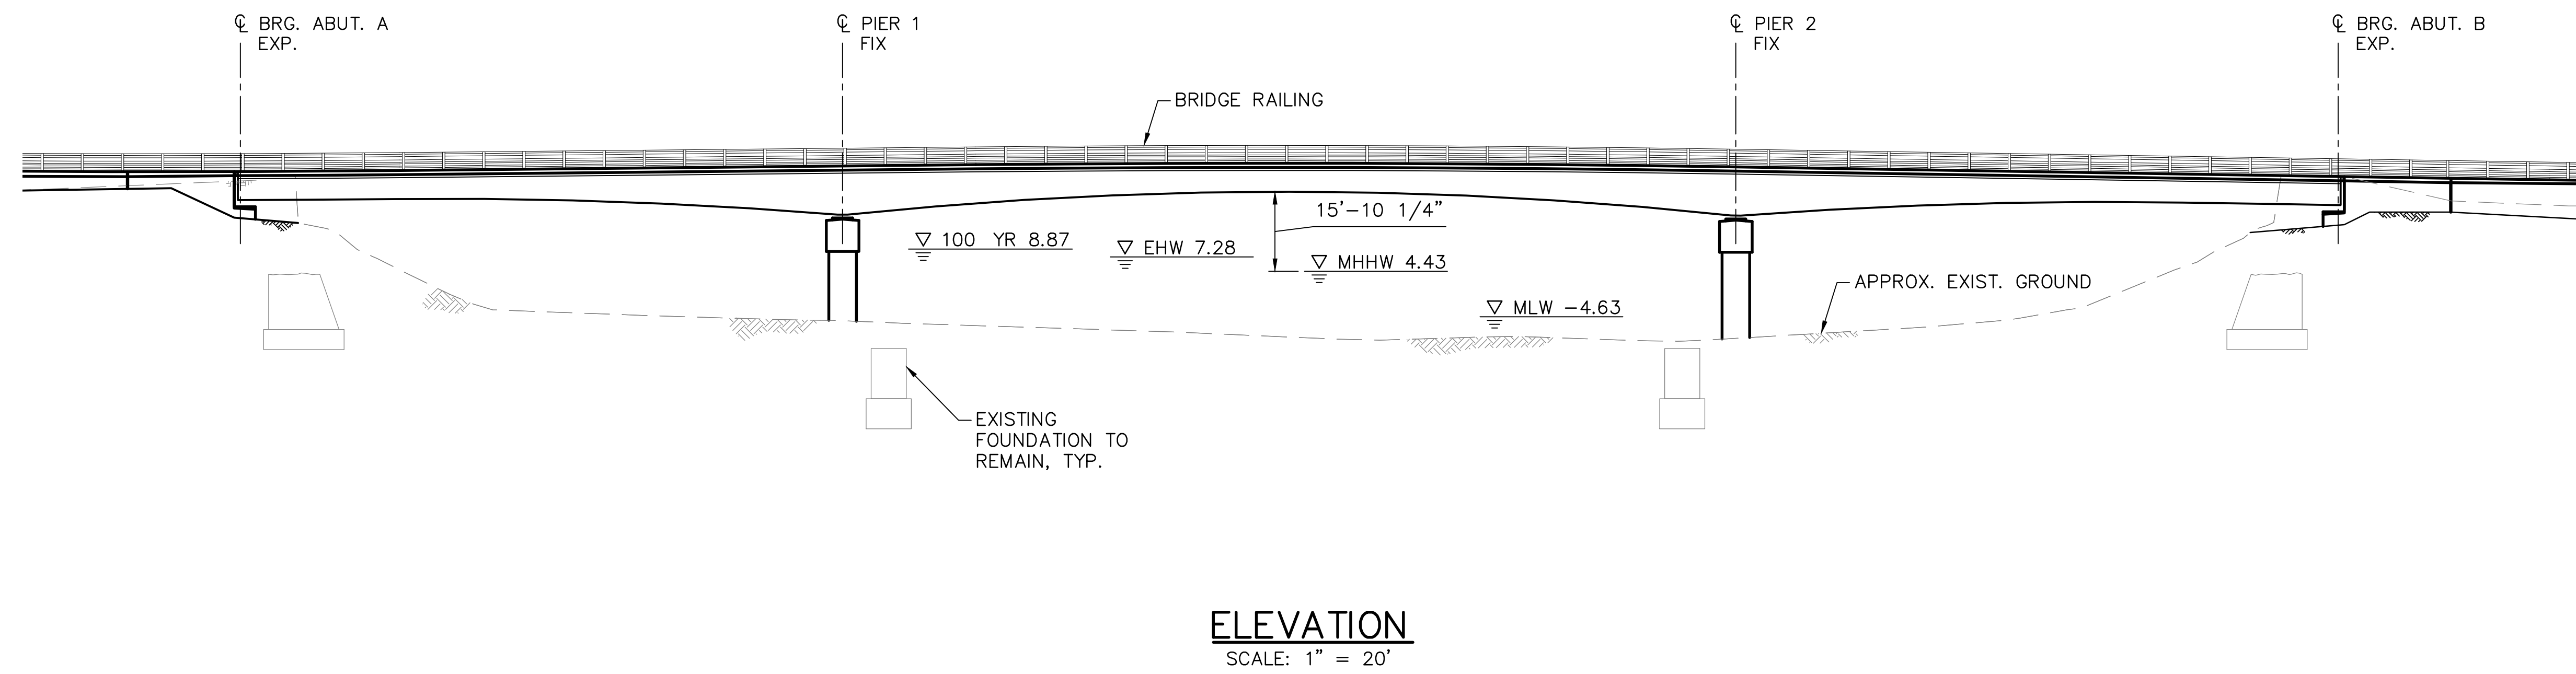 ℄ BRG. ABUT. A
EXP.
℄ PIER 1
FIX
℄ PIER 2
FIX
℄ BRG. ABUT. B
EXP.
BRIDGE RAILING
15'-10 1/4"
100 YR 8.87
EHW 7.28
MHHW 4.43
MLW -4.63
APPROX. EXIST. GROUND
EXISTING
FOUNDATION TO
REMAIN, TYP.
ELEVATION
SCALE: 1" = 20'